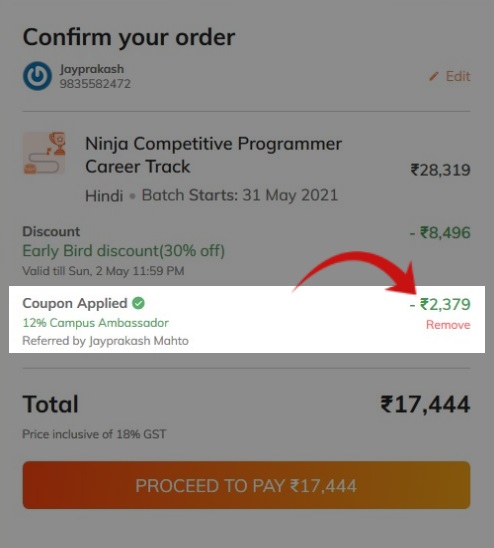 Confirm your order
Jayprakash
9835582472
Edit
Ninja Competitive Programmer
Career Track
₹28,319
Hindi • Batch Starts: 31 May 2021
Discount
- ₹8,496
Early Bird discount(30% off)
Valid till Sun, 2 May 11:59 PM
Coupon Applied
- ₹2,379
12% Campus Ambassador
Remove
Referred by Jayprakash Mahto
Total
₹17,444
Price inclusive of 18% GST
PROCEED TO PAY ₹17,444